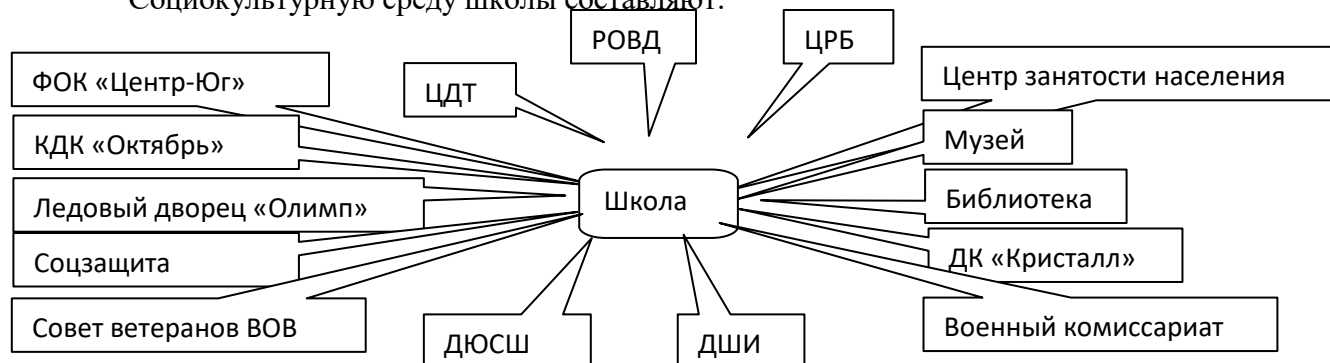 Социокультурную среду школы составляют:
РОВД
ЦРБ
ФОК «Центр-Юг»
ЦДТ
Центр занятости населения
КДК «Октябрь»
Музей
Ледовый дворец «Олимп»
Школа
Библиотека
Соцзащита
ДК «Кристалл»
Совет ветеранов ВОВ
ДЮСШ
ДШИ
Военный комиссариат